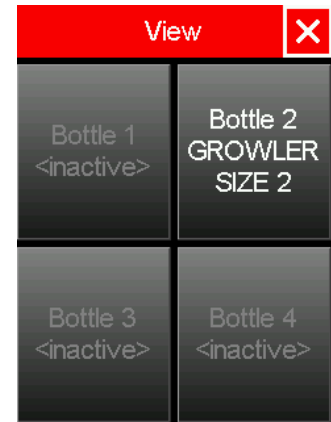 View
Bottle 1
<inactive>
Bottle 2
GROWLER
SIZE 2
Bottle 3
<inactive>
Bottle 4
<inactive>